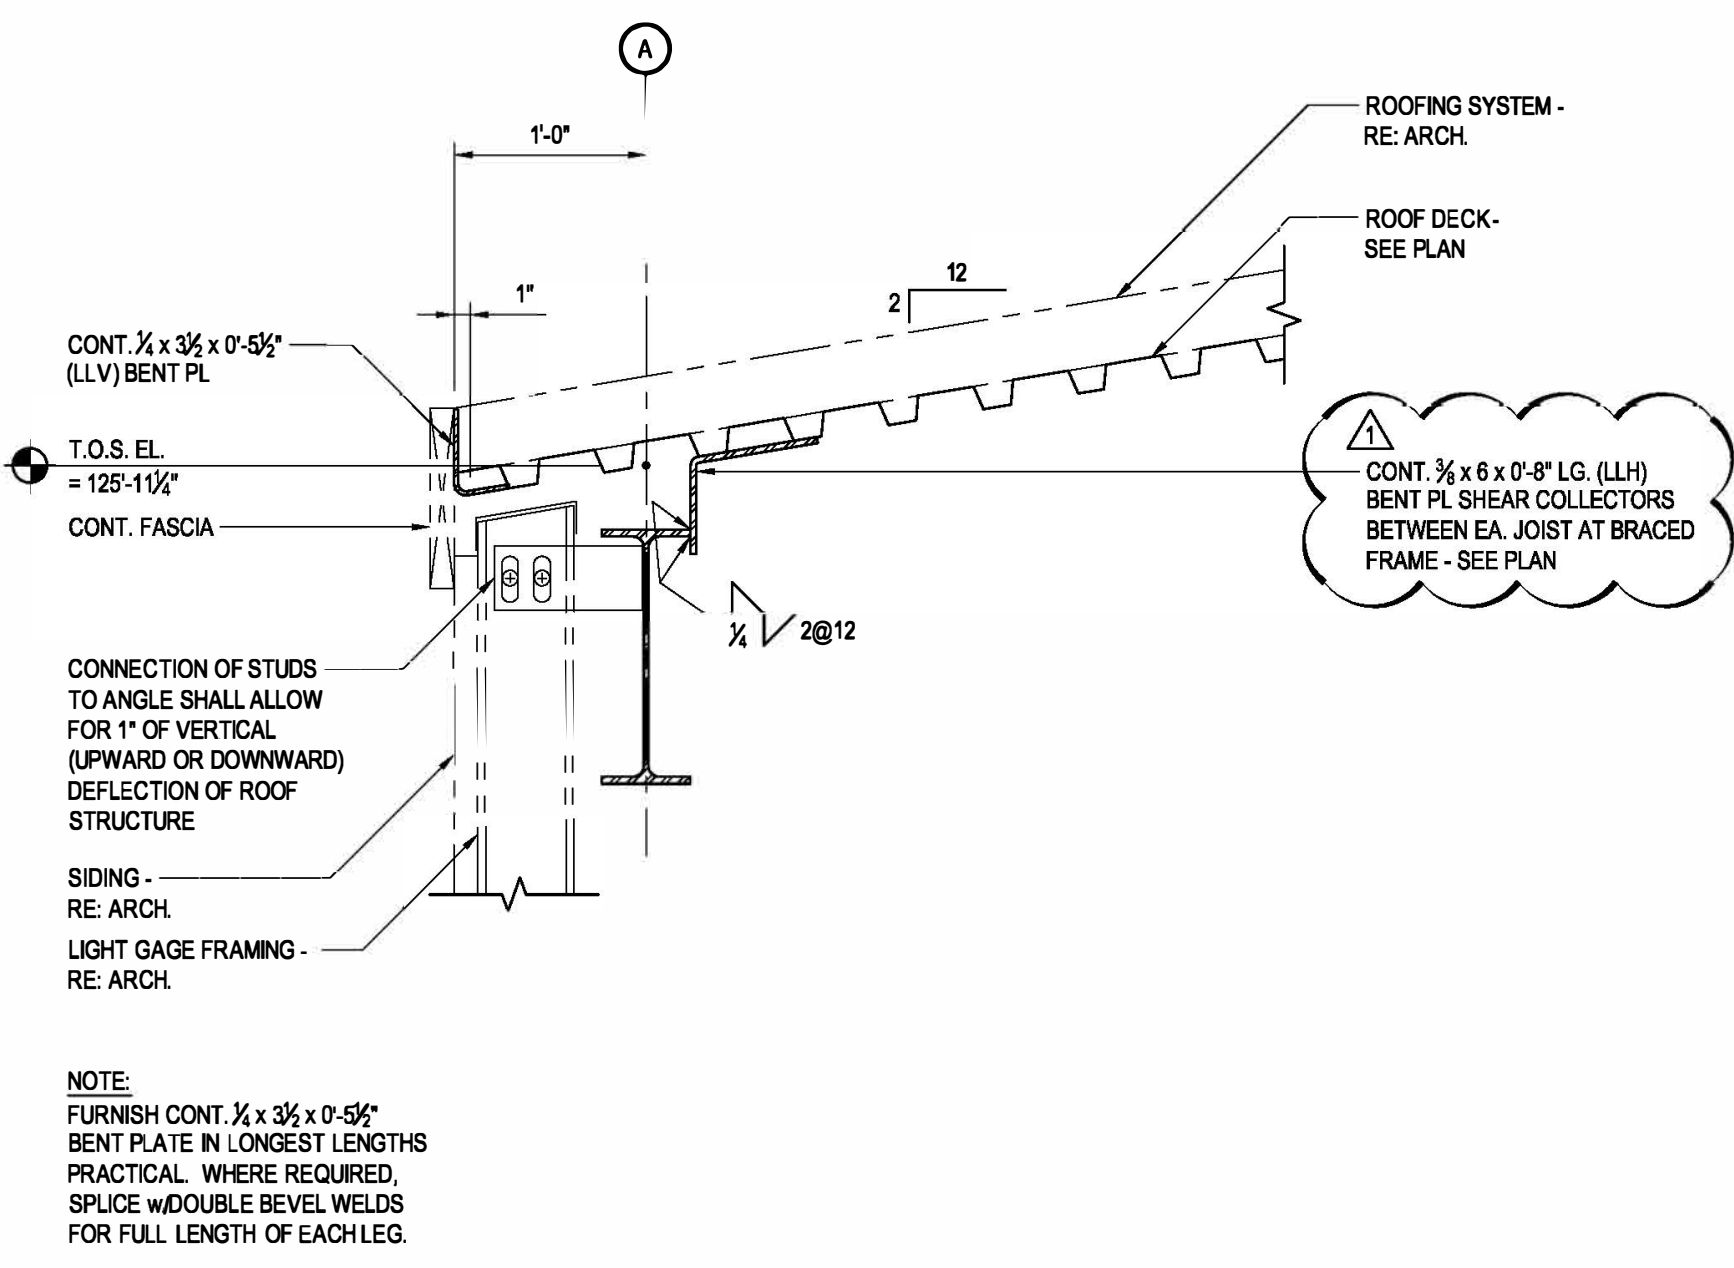 A
1'-0"
ROOFING SYSTEM -
RE: ARCH.
ROOF DECK-
SEE PLAN
12
2
1"
CONT. ¼ x 3½ x 0'-5½"
(LLV) BENT PL
T.O.S. EL.
= 125'-11¼"
CONT. FASCIA
1
CONT. ⅜ x 6 x 0'-8" LG. (LLH)
BENT PL SHEAR COLLECTORS
BETWEEN EA. JOIST AT BRACED
FRAME - SEE PLAN
¼ 2@12
CONNECTION OF STUDS
TO ANGLE SHALL ALLOW
FOR 1" OF VERTICAL
(UPWARD OR DOWNWARD)
DEFLECTION OF ROOF
STRUCTURE
SIDING -
RE: ARCH.
LIGHT GAGE FRAMING -
RE: ARCH.
NOTE:
FURNISH CONT. ¼ x 3½ x 0'-5½"
BENT PLATE IN LONGEST LENGTHS
PRACTICAL. WHERE REQUIRED,
SPLICE w/DOUBLE BEVEL WELDS
FOR FULL LENGTH OF EACH LEG.